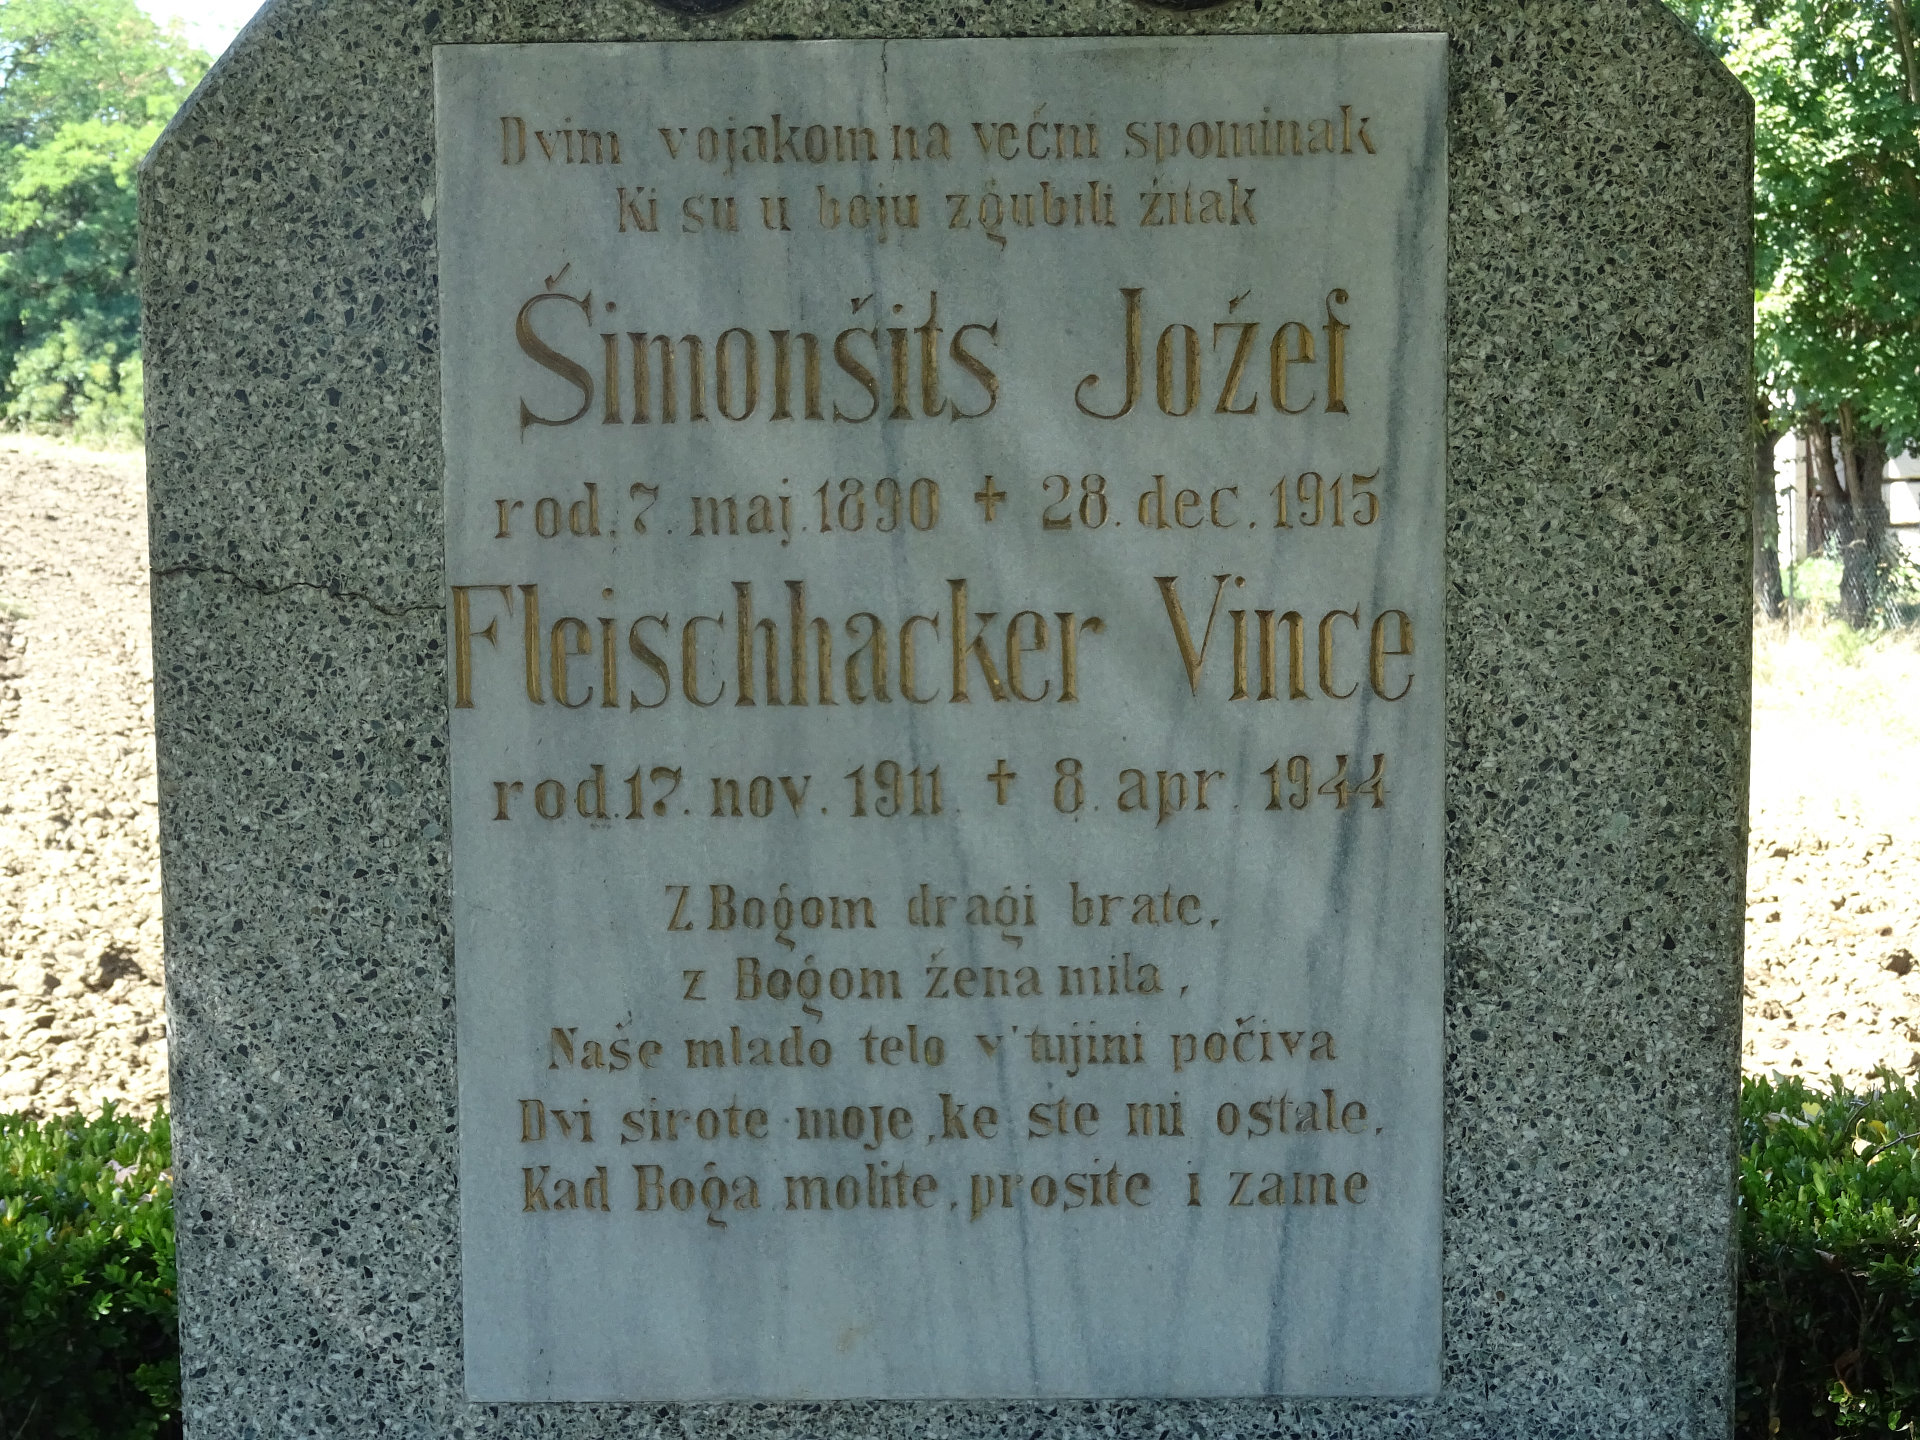 Dvim vojakom na večni spominak
Ki su u boju zgubili žitak
Šimonšits Jožef
rod. 7. maj. 1890 + 28. dec. 1915
Fleischhacker Vince
rod. 17. nov. 1911. + 8. apr. 1944
Z Bogom dragi brate,
z Bogom žena mila,
Naše mlado telo v' tujini počiva
Dvi sirote moje, ke ste mi ostale,
Kad Boga molite, prosite i zame